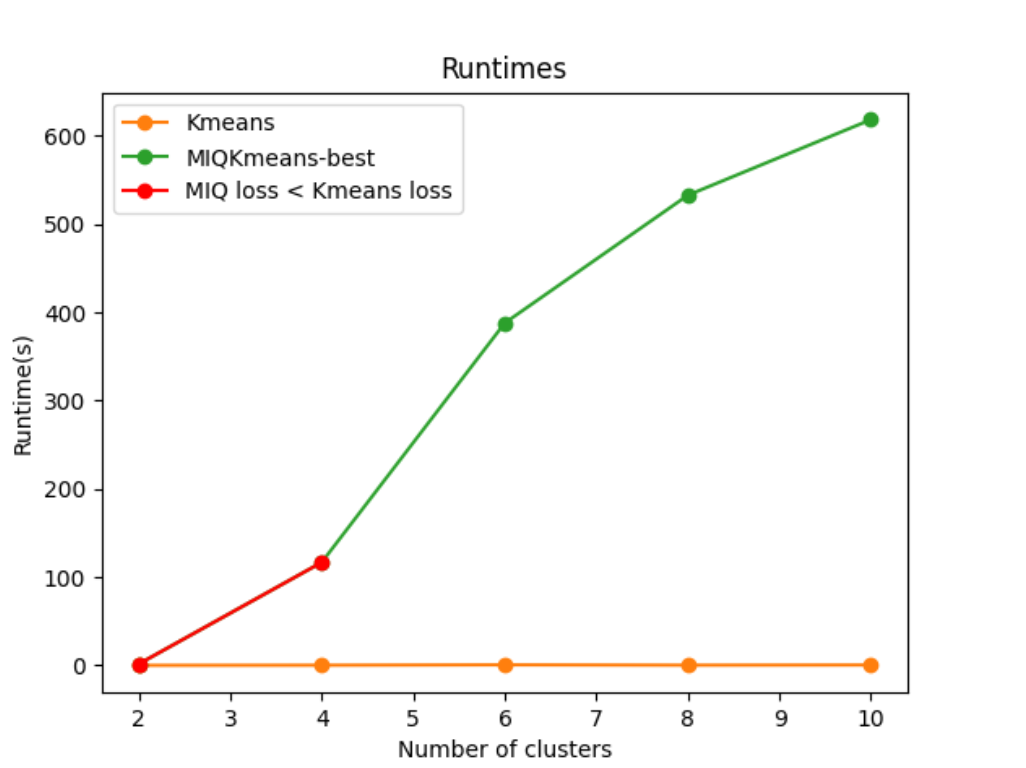 Runtimes
Kmeans
MIQKmeans-best
MIQ loss < Kmeans loss
600
500
400
300
200
100
0
Runtime(s)
2 3 4 5 6 7 8 9 10
Number of clusters